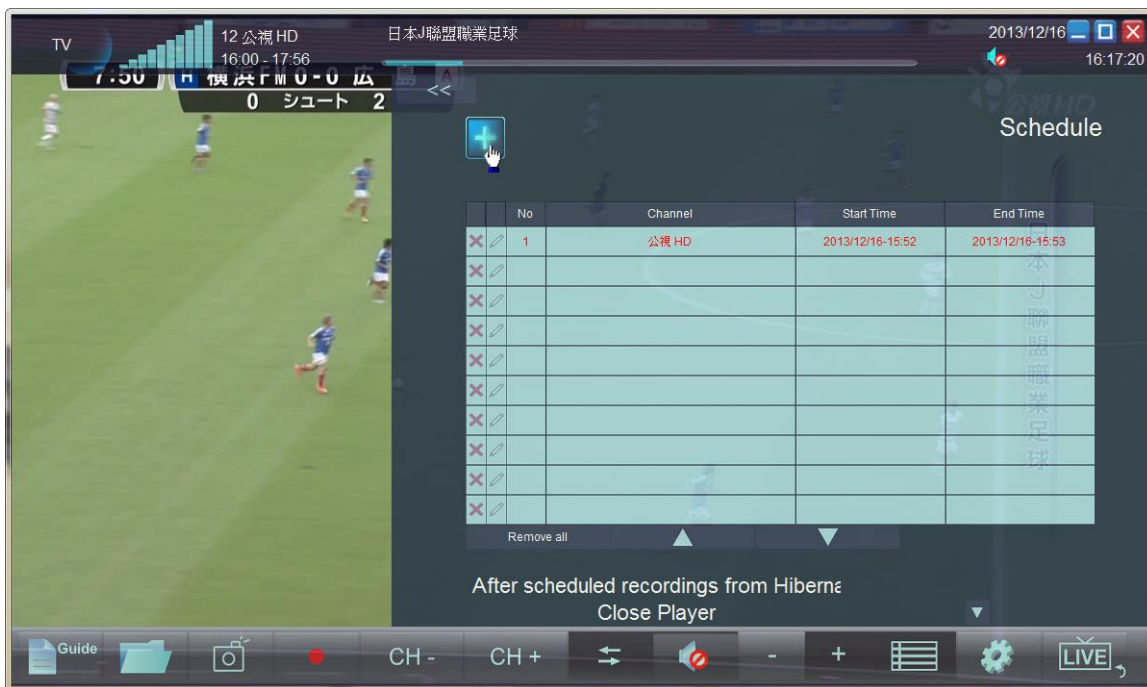 TV
12 公視 HD
日本J聯盟職業足球
2013/12/16
16:00 - 17:56
16:17:20
7:50 H 横浜FM 0-0 広島 A
<<
0 シュート 2
公視HD
Schedule
No Channel Start Time End Time
1 公視 HD 2013/12/16-15:52 2013/12/16-15:53
日本J聯盟職業足球
Remove all
After scheduled recordings from Hiberna
Close Player
Guide CH - CH + - + LIVE